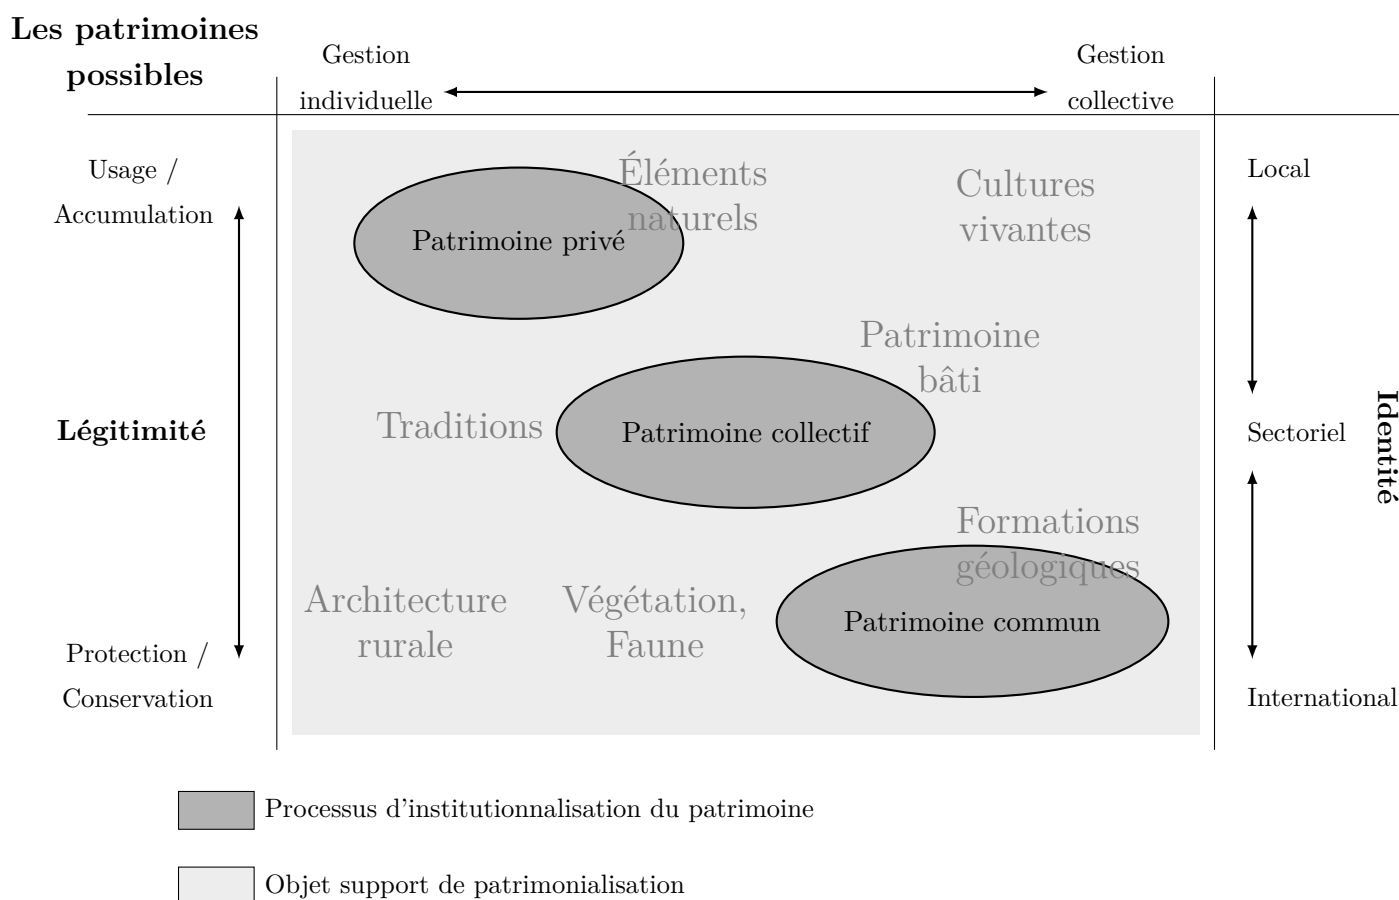 Les patrimoines
possibles
Gestion
individuelle
Gestion
collective
Usage /
Accumulation
Légitimité
Protection /
Conservation
Éléments
naturels
Cultures
vivantes
Patrimoine privé
Patrimoine
bâti
Traditions
Patrimoine collectif
Formations
géologiques
Architecture
rurale
Végétation,
Faune
Patrimoine commun
Local
Sectoriel
International
Identité
Processus d'institutionnalisation du patrimoine
Objet support de patrimonialisation